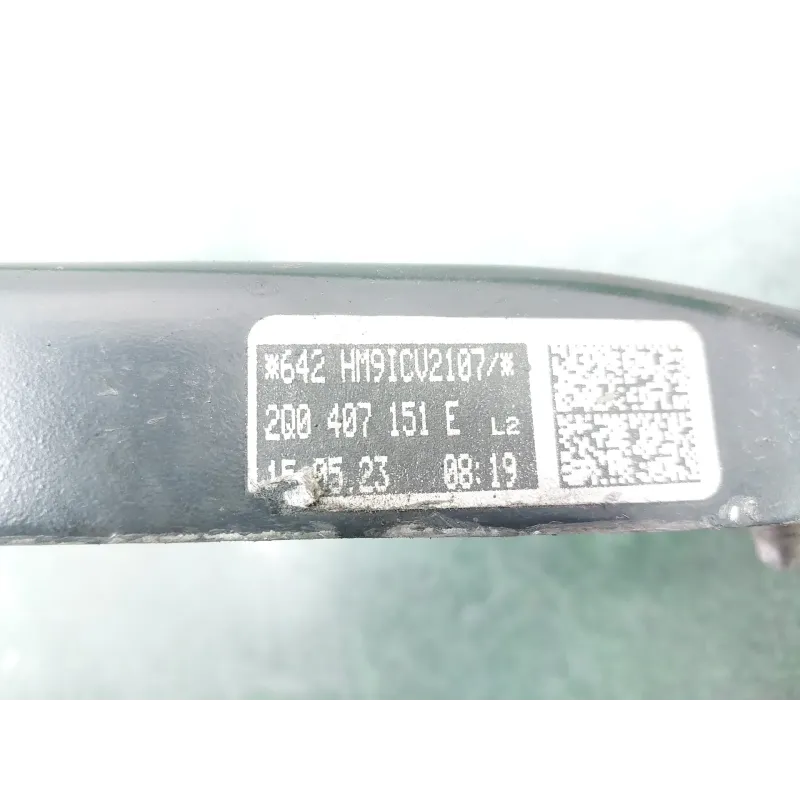 *642 HM9ICV2107/*
2Q0 407 151 E L2
15.05.23 08:19